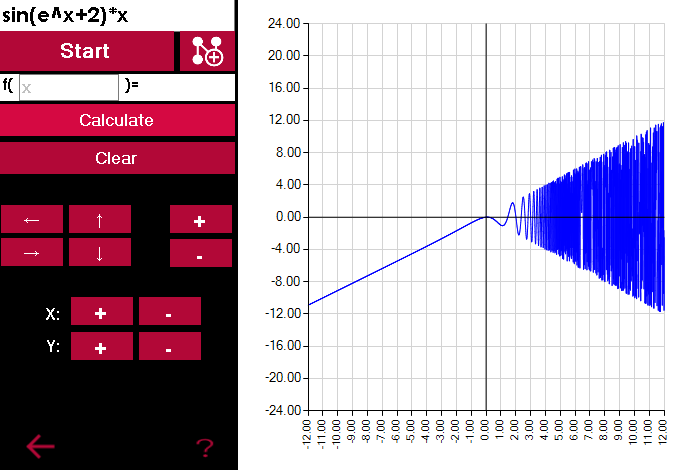 sin(e^x+2)*x
Start
f( x )=
Calculate
Clear
← ↑ +
→ ↓ -
X: + -
Y: + -
?
24.00
20.00
16.00
12.00
8.00
4.00
0.00
-4.00
-8.00
-12.00
-16.00
-20.00
-24.00
-12.00 -11.00 -10.00 -9.00 -8.00 -7.00 -6.00 -5.00 -4.00 -3.00 -2.00 -1.00 0.00 1.00 2.00 3.00 4.00 5.00 6.00 7.00 8.00 9.00 10.00 11.00 12.00